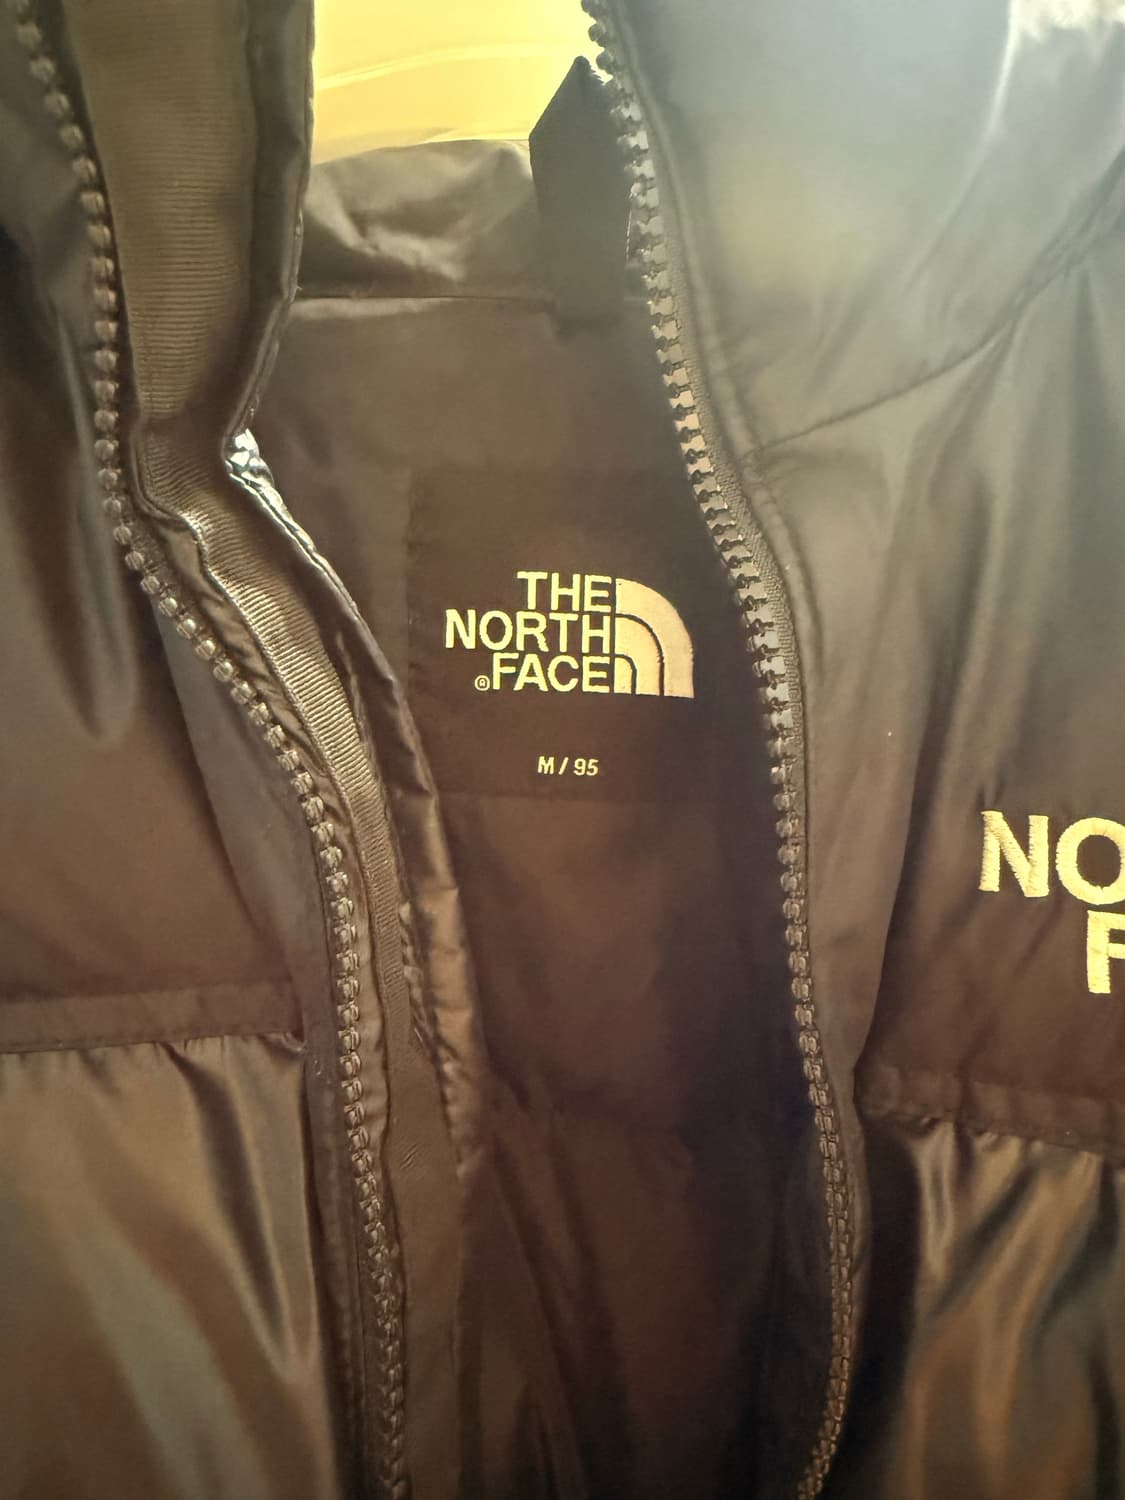 THE
NORTH
®FACE
M / 95
NO
F